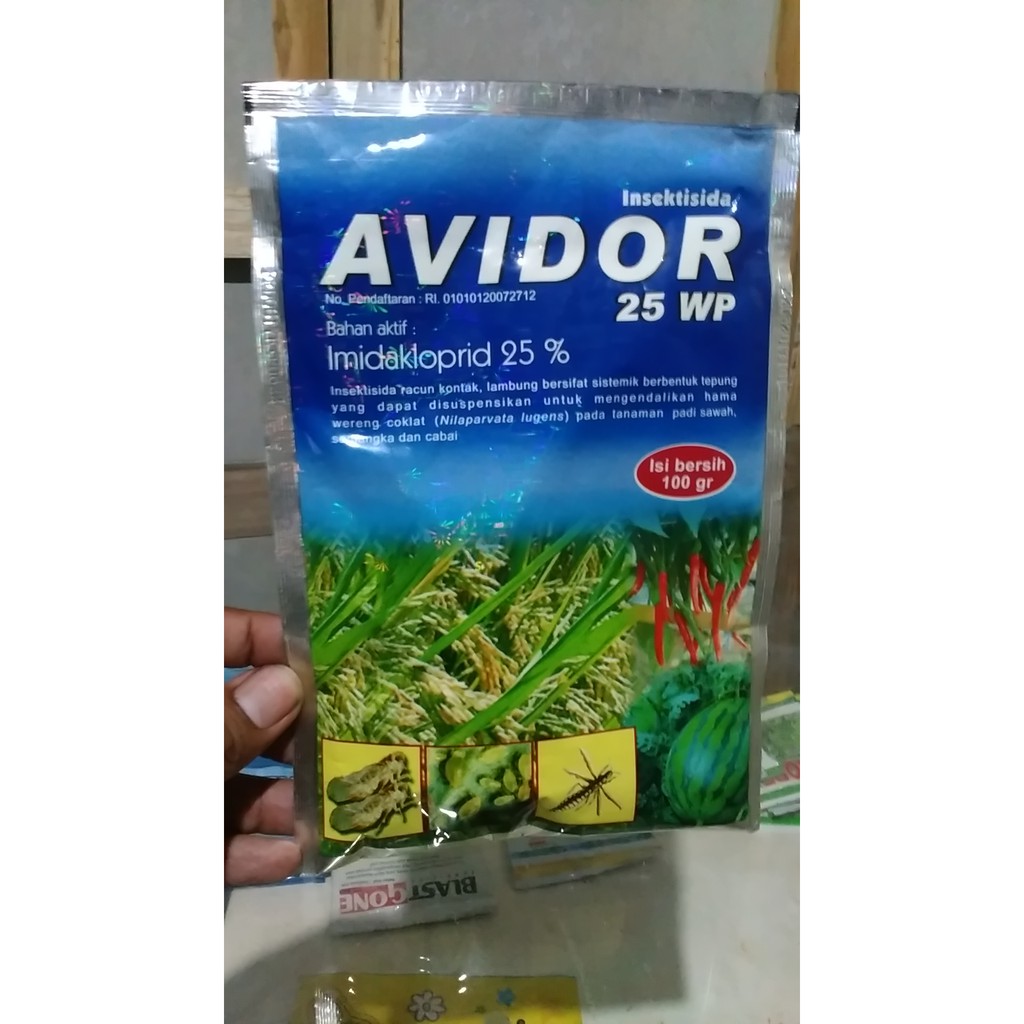 Insektisida
AVIDOR
25 WP
No. Pendaftaran : RI. 01010120072712
Bahan aktif :
Imidakloprid 25 %
Insektisida racun kontak, lambung bersifat sistemik berbentuk tepung
yang dapat disuspensikan untuk mengendalikan hama
wereng coklat (Nilaparvata lugens) pada tanaman padi sawah,
dan cabai
Isi bersih
100 gr
BLAST GONE